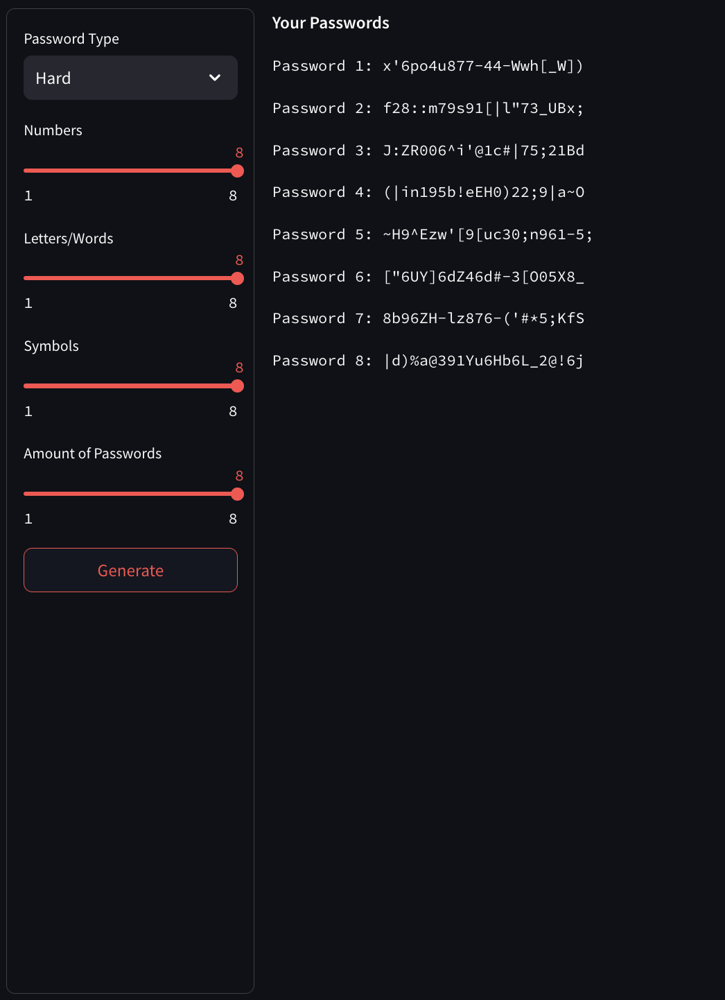 Password Type
Hard
Numbers
8
1 8
Letters/Words
8
1 8
Symbols
8
1 8
Amount of Passwords
8
1 8
Generate
Your Passwords
Password 1: x'6po4u877-44-Wwh[_W])
Password 2: f28::m79s91[|l"73_UBx;
Password 3: J:ZR006^i'@1c#|75;21Bd
Password 4: (|in195b!eEH0)22;9|a~O
Password 5: ~H9^Ezw'[9[uc30;n961-5;
Password 6: ["6UY]6dZ46d#-3[O05X8_
Password 7: 8b96ZH-lz876-('#*5;KfS
Password 8: |d)%a@391Yu6Hb6L_2@!6j